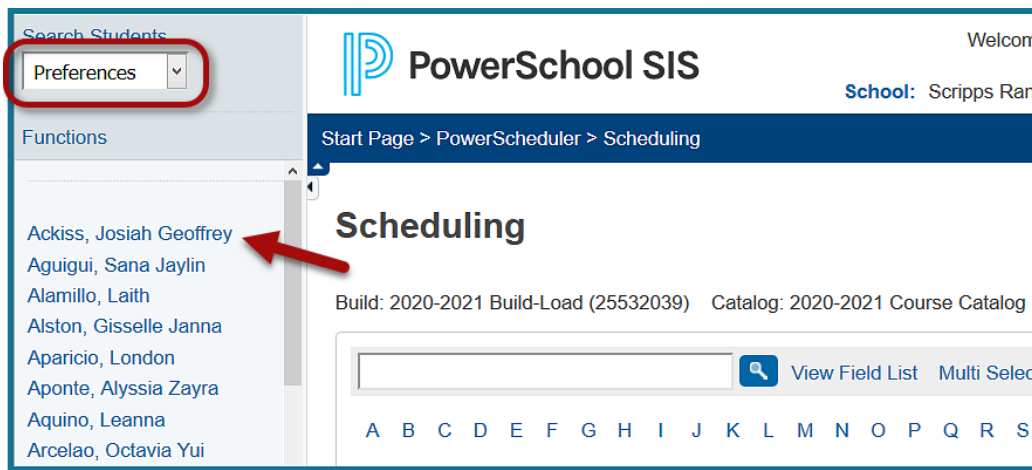 Search Students
Preferences
Functions
Ackiss, Josiah Geoffrey
Aguigui, Sana Jaylin
Alamillo, Laith
Alston, Gisselle Janna
Aparicio, London
Aponte, Alyssia Zayra
Aquino, Leanna
Arcelao, Octavia Yui
PowerSchool SIS
Welcom
School: Scripps Ran
Start Page > PowerScheduler > Scheduling
Scheduling
Build: 2020-2021 Build-Load (25532039) Catalog: 2020-2021 Course Catalog
View Field List Multi Selec
A B C D E F G H I J K L M N O P Q R S